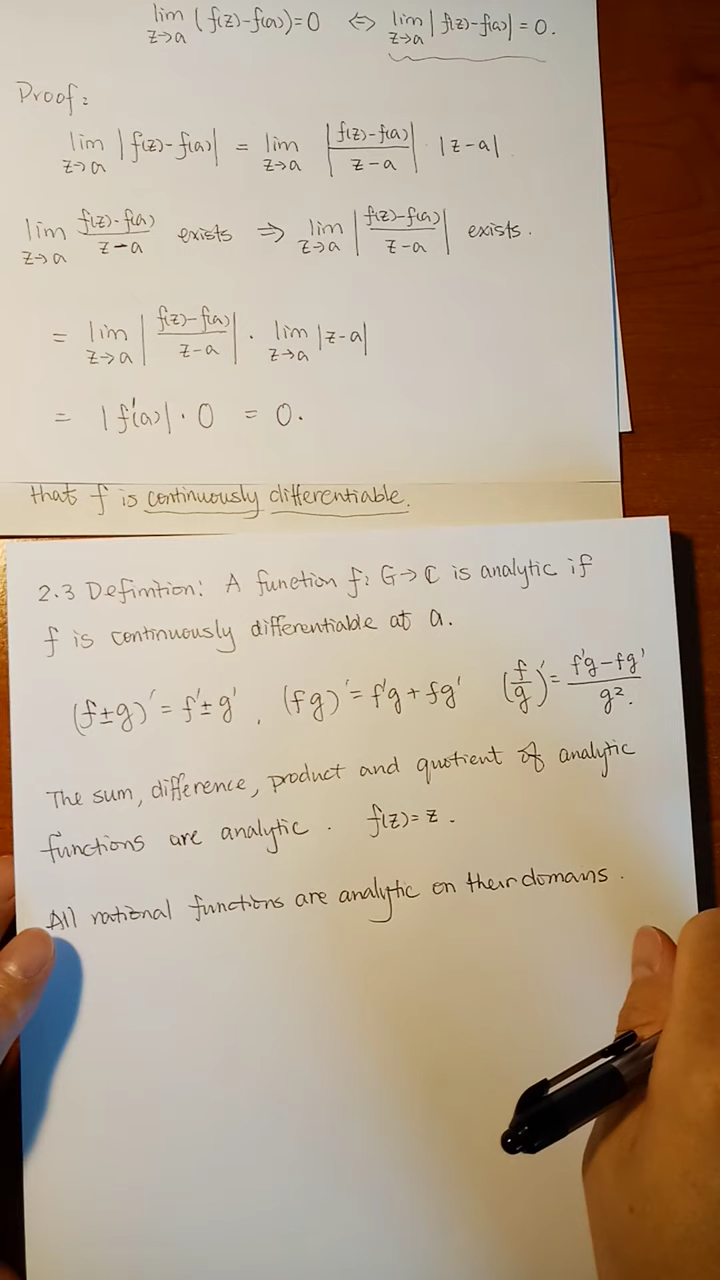 lim z→a (f(z)-f(a))=0 ⇔ lim z→a |f(z)-f(a)|=0.
Proof:
lim z→a |f(z)-f(a)| = lim z→a |f(z)-f(a) / z-a| · |z-a|
lim z→a f(z)-f(a) / z-a exists ⇒ lim z→a |f(z)-f(a) / z-a| exists.
= lim z→a |f(z)-f(a) / z-a| · lim z→a |z-a|
= |f'(a)| · 0 = 0.
that f is continuously differentiable.
2.3 Definition: A function f: G→ℂ is analytic if
f is continuously differentiable at a.
(f±g)' = f'±g', (fg)' = f'g+fg' (f/g)' = f'g-fg' / g².
The sum, difference, product and quotient of analytic
functions are analytic. f(z)=z.
All rational functions are analytic on their domains.